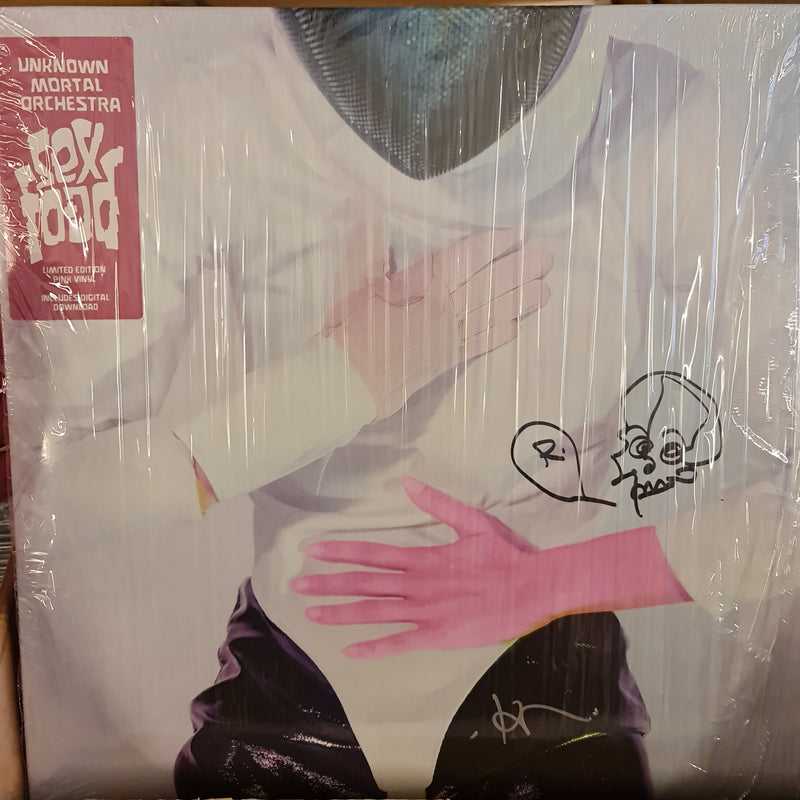 UNKNOWN
MORTAL
ORCHESTRA
Sex
Food
LIMITED EDITION
PINK VINYL
INCLUDES DIGITAL
DOWNLOAD
R.